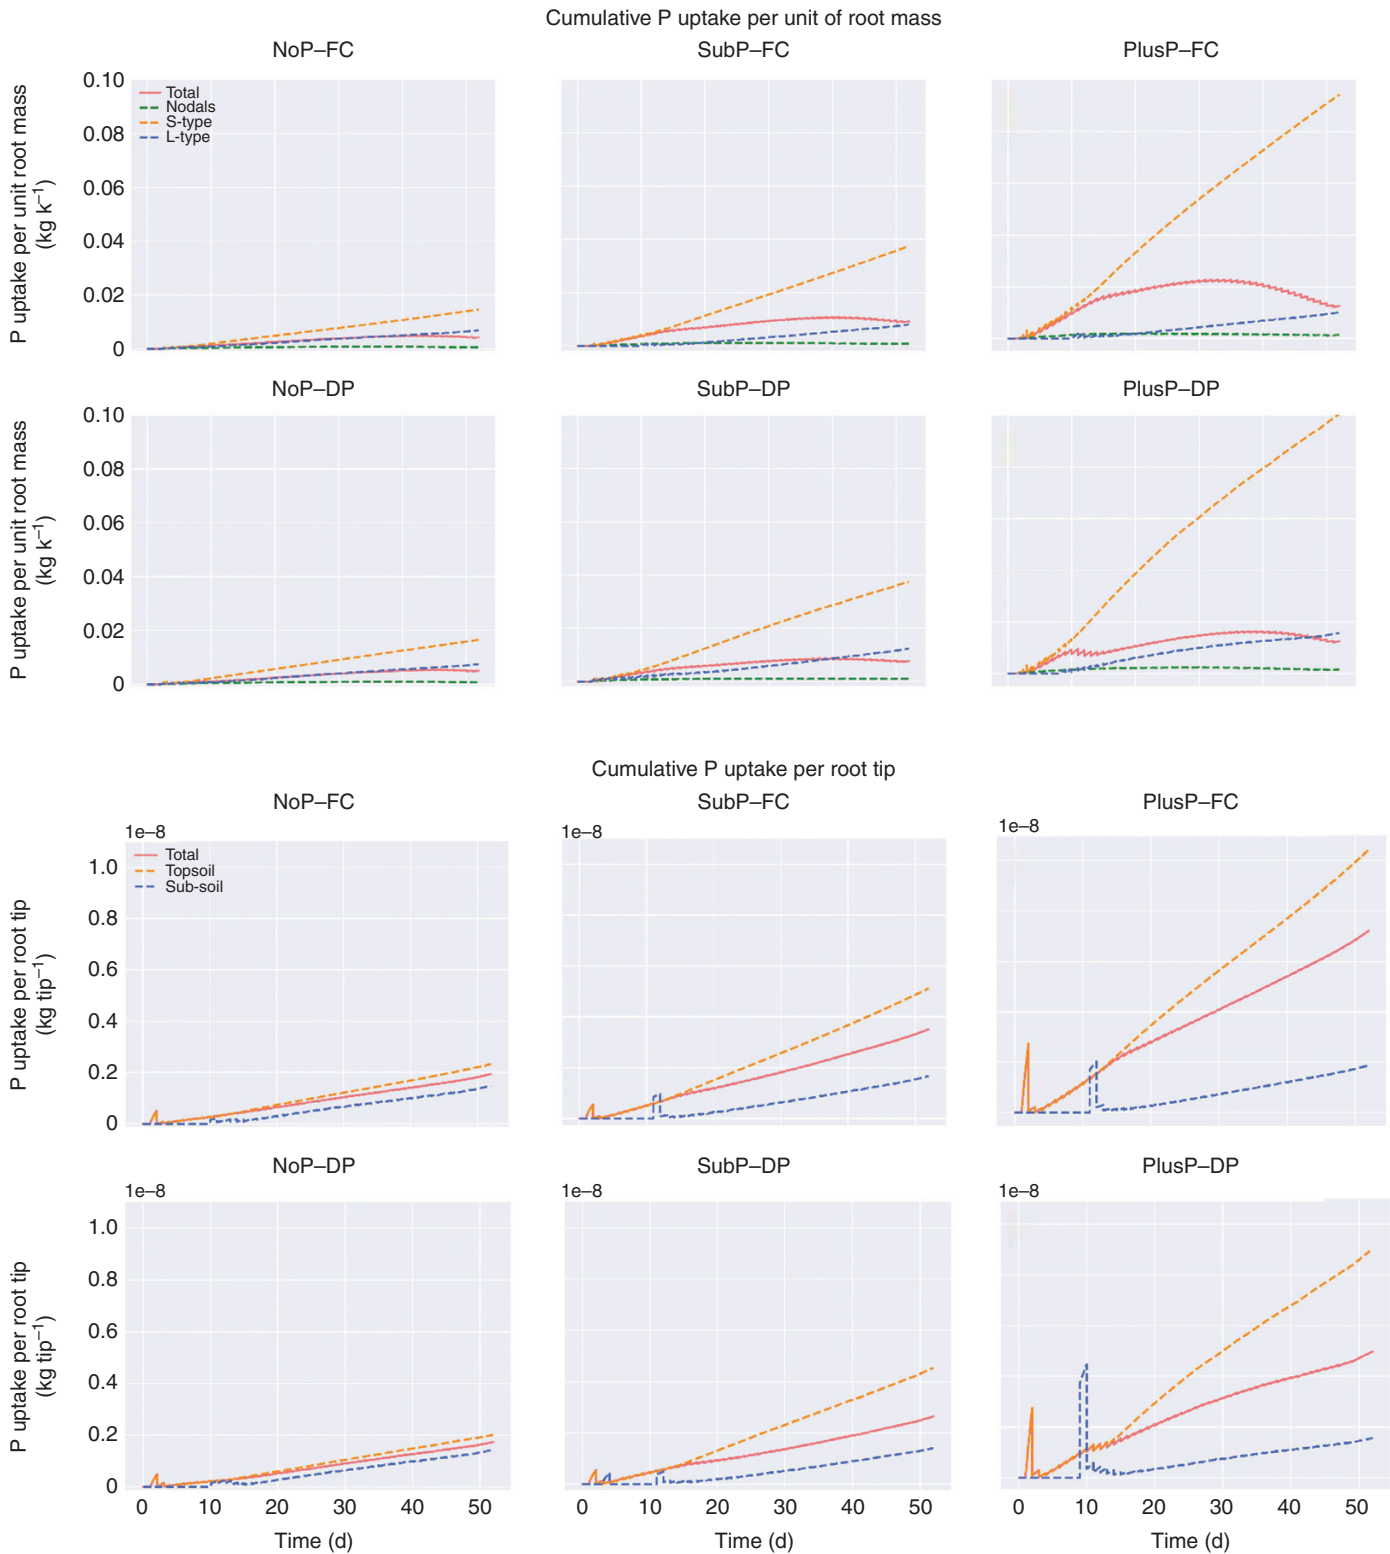 Cumulative P uptake per unit of root mass
NoP–FC
SubP–FC
PlusP–FC
P uptake per unit root mass
(kg k⁻¹)
0.10
0.08
0.06
0.04
0.02
0
Total
Nodals
S-type
L-type
NoP–DP
SubP–DP
PlusP–DP
P uptake per unit root mass
(kg k⁻¹)
0.10
0.08
0.06
0.04
0.02
0
Cumulative P uptake per root tip
NoP–FC
SubP–FC
PlusP–FC
1e–8
1e–8
1e–8
P uptake per root tip
(kg tip⁻¹)
1.0
0.8
0.6
0.4
0.2
0
Total
Topsoil
Sub-soil
NoP–DP
SubP–DP
PlusP–DP
1e–8
1e–8
1e–8
P uptake per root tip
(kg tip⁻¹)
1.0
0.8
0.6
0.4
0.2
0
0 10 20 30 40 50
0 10 20 30 40 50
0 10 20 30 40 50
Time (d)
Time (d)
Time (d)